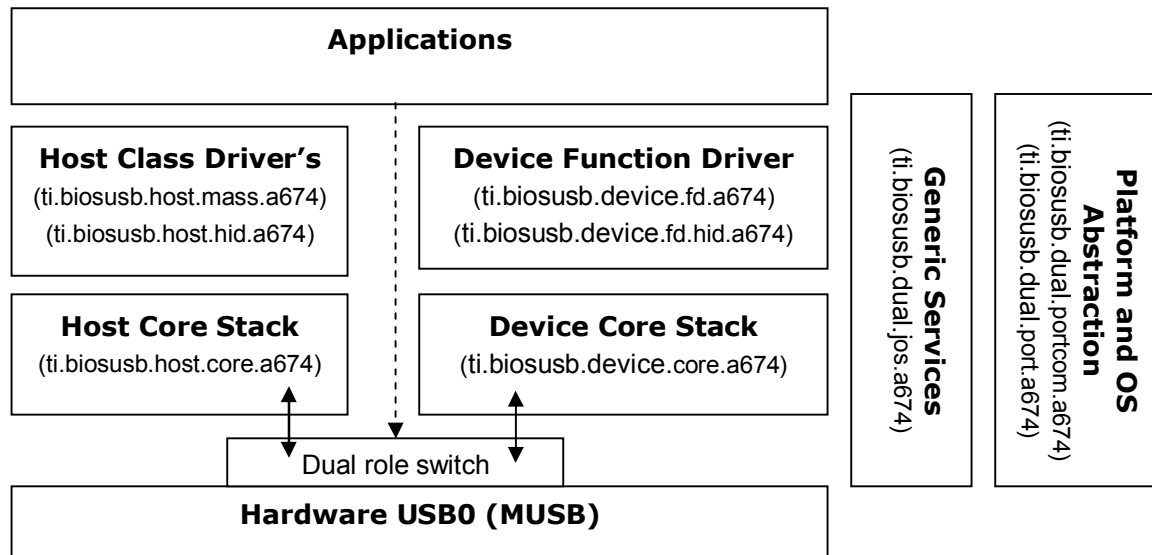 Applications
Host Class Driver's
(ti.biosusb.host.mass.a674)
(ti.biosusb.host.hid.a674)
Device Function Driver
(ti.biosusb.device.fd.a674)
(ti.biosusb.device.fd.hid.a674)
Host Core Stack
(ti.biosusb.host.core.a674)
Device Core Stack
(ti.biosusb.device.core.a674)
Dual role switch
Hardware USB0 (MUSB)
Generic Services
(ti.biosusb.dual.jos.a674)
Platform and OS
Abstraction
(ti.biosusb.dual.portcom.a674)
(ti.biosusb.dual.port.a674)